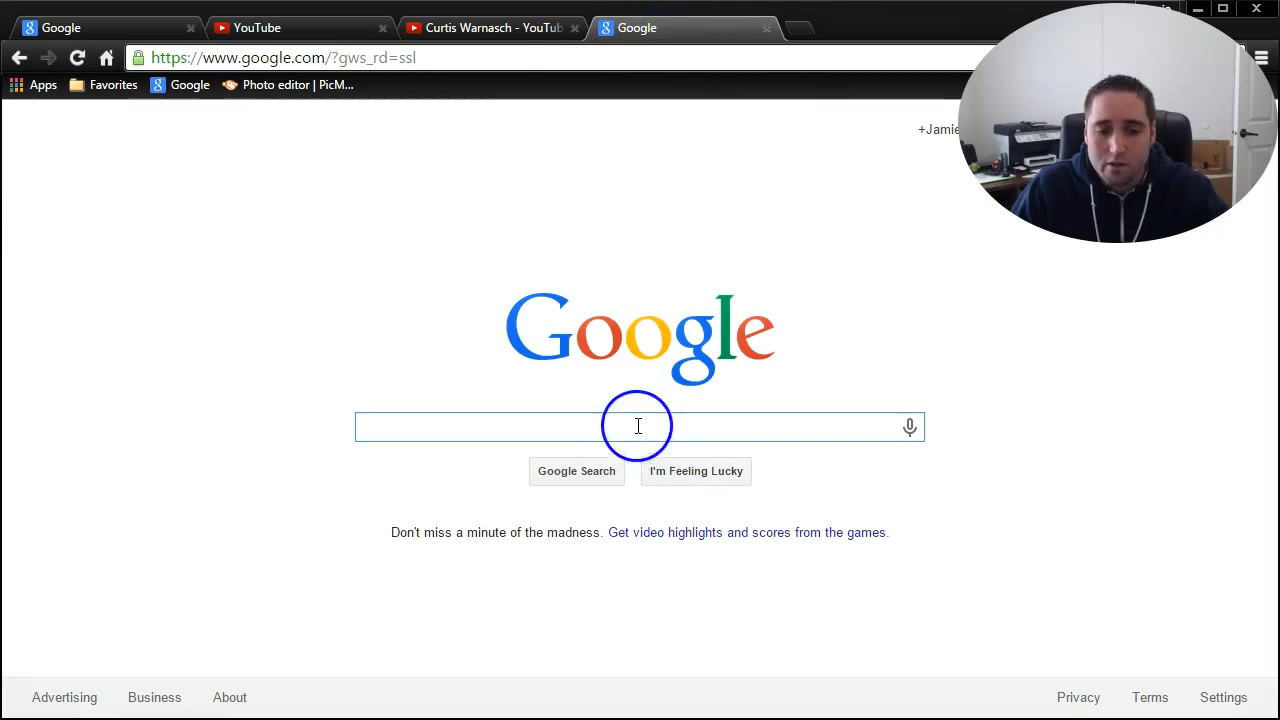 Google
YouTube
Curtis Warnasch - YouTub
Google
https://www.google.com/?gws_rd=ssl
Apps
Favorites
Google
Photo editor | PicM...
+Jamie
Google
Google Search
I'm Feeling Lucky
Don't miss a minute of the madness. Get video highlights and scores from the games.
Advertising
Business
About
Privacy
Terms
Settings